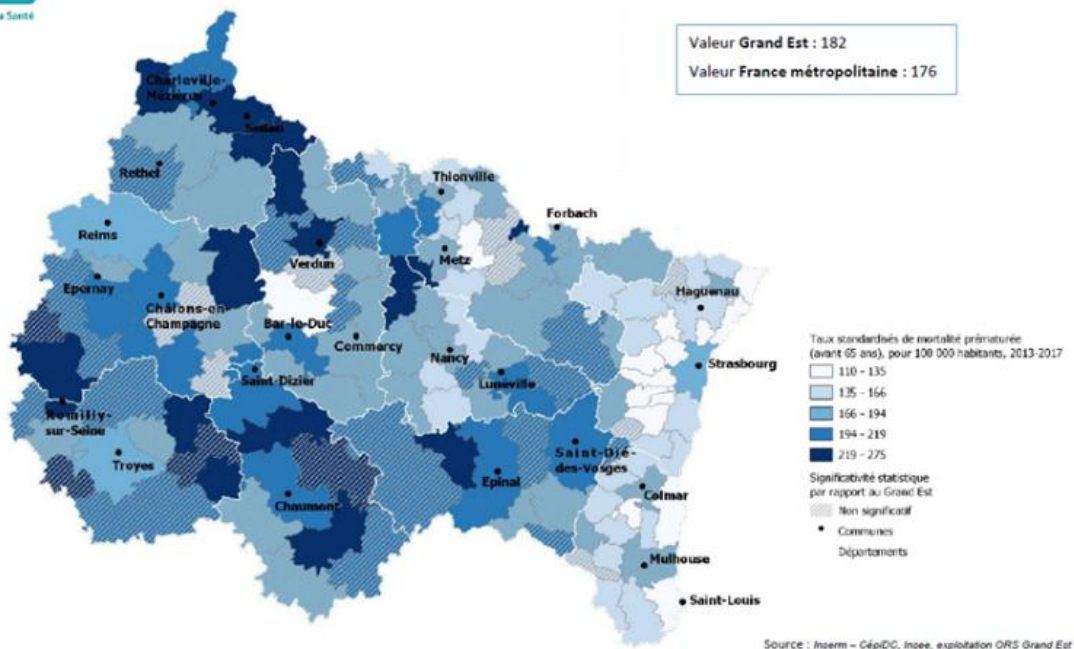 a Santé
Valeur Grand Est : 182
Valeur France métropolitaine : 176
Charleville-
Mézières
Sedan
Rethel
Thionville
Forbach
Reims
Verdun
Metz
Epernay
Haguenau
Châlons-en-
Champagne
Bar-le-Duc
Commercy
Nancy
Strasbourg
Saint-Dizier
Lunéville
Romilly-
sur-Seine
Troyes
Saint-Dié-
des-Vosges
Epinal
Chaumont
Colmar
Mulhouse
Saint-Louis
Taux standardisés de mortalité prématurée
(avant 65 ans), pour 100 000 habitants, 2013-2017
110 - 135
135 - 166
166 - 194
194 - 219
219 - 275
Significativité statistique
par rapport au Grand Est
Non significatif
Communes
Départements
Source : Inserm – CépiDC, Insee, exploitation ORS Grand Est